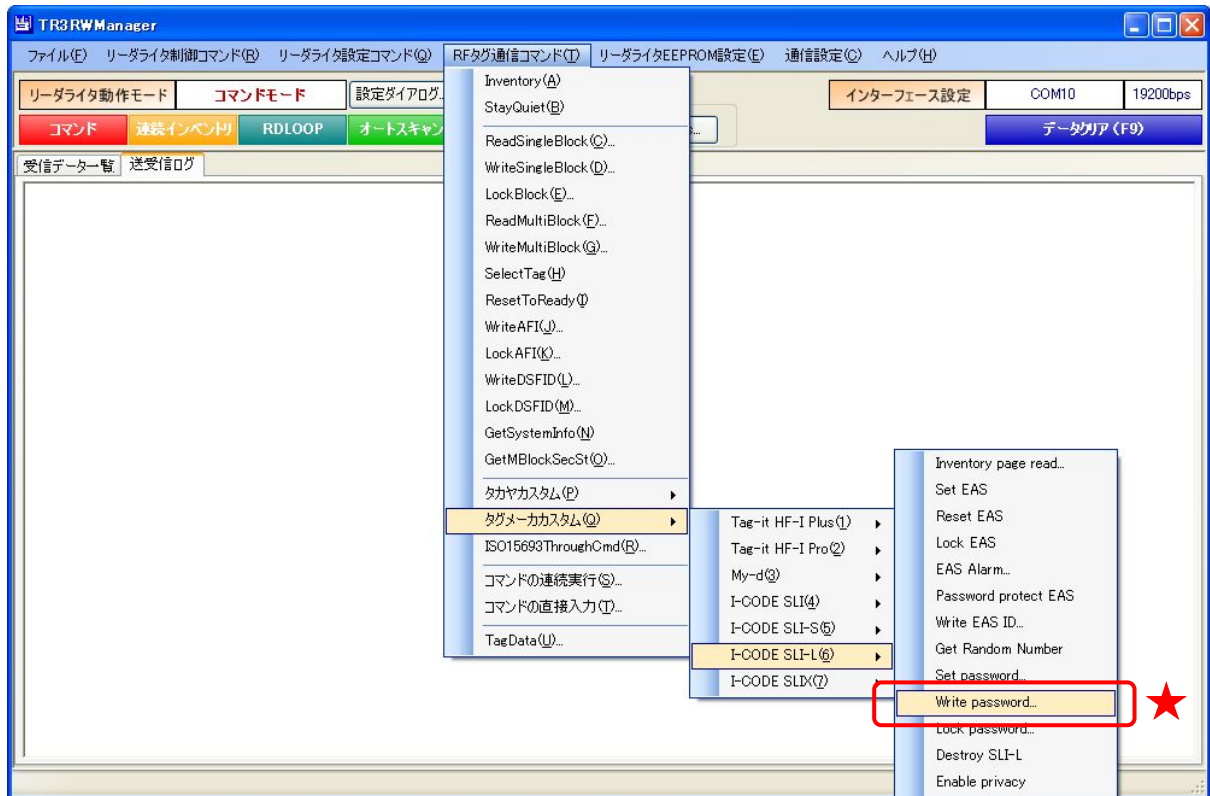 TR3RWManager
ファイル(F) リーダライタ制御コマンド(R) リーダライタ設定コマンド(Q) RFタグ通信コマンド(T) リーダライタEEPROM設定(E) 通信設定(C) ヘルプ(H)
リーダライタ動作モード コマンドモード 設定ダイアログ... インターフェース設定 COM10 19200bps
コマンド 連続インベントリ RDLOOP オートスキャン データクリア(F9)
受信データ一覧 送受信ログ
Inventory(A)
StayQuiet(B)
ReadSingleBlock(C)...
WriteSingleBlock(D)...
LockBlock(E)...
ReadMultiBlock(F)...
WriteMultiBlock(G)...
SelectTag(H)
ResetToReady(I)
WriteAFI(J)...
LockAFI(K)...
WriteDSFID(L)...
LockDSFID(M)...
GetSystemInfo(N)
GetMBlockSecSt(O)...
タカヤカスタム(P)
タグメーカカスタム(Q)
ISO15693ThroughCmd(R)...
コマンドの連続実行(S)...
コマンドの直接入力(T)...
TagData(U)...
Tag-it HF-I Plus(1)
Tag-it HF-I Pro(2)
My-d(3)
I-CODE SLI(4)
I-CODE SLI-S(5)
I-CODE SLI-L(6)
I-CODE SLIX(7)
Inventory page read...
Set EAS
Reset EAS
Lock EAS
EAS Alarm...
Password protect EAS
Write EAS ID...
Get Random Number
Set password...
Write password...
Lock password...
Destroy SLI-L
Enable privacy